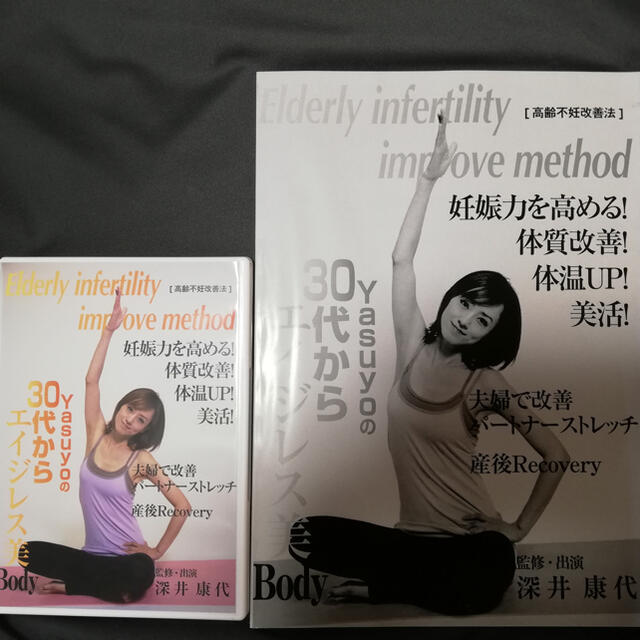 Elderly infertility
[高齢不妊改善法]
improve method
妊娠力を高める!
体質改善!
体温UP!
美活!
Yasuyoの
30代から
エイジレス美
Body
夫婦で改善
パートナーストレッチ
産後Recovery
監修・出演
深井 康代
Elderly infertility
[高齢不妊改善法]
improve method
妊娠力を高める!
体質改善!
体温UP!
美活!
Yasuyoの
30代から
エイジレス美
Body
夫婦で改善
パートナーストレッチ
産後Recovery
監修・出演
深井 康代